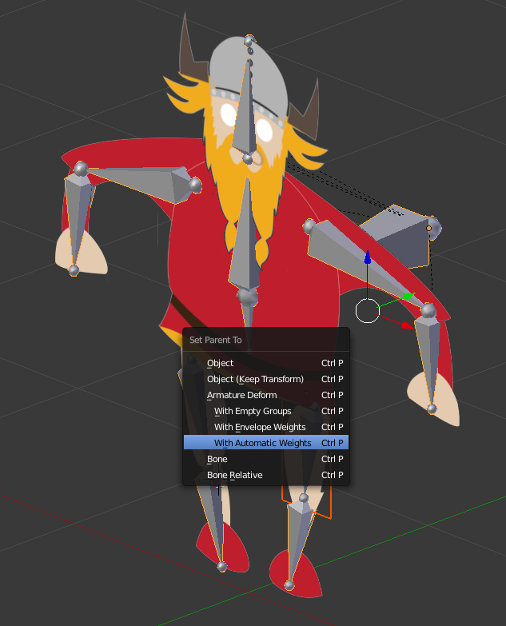 Set Parent To
Object Ctrl P
Object (Keep Transform) Ctrl P
Armature Deform Ctrl P
With Empty Groups Ctrl P
With Envelope Weights Ctrl P
With Automatic Weights Ctrl P
Bone Ctrl P
Bone Relative Ctrl P